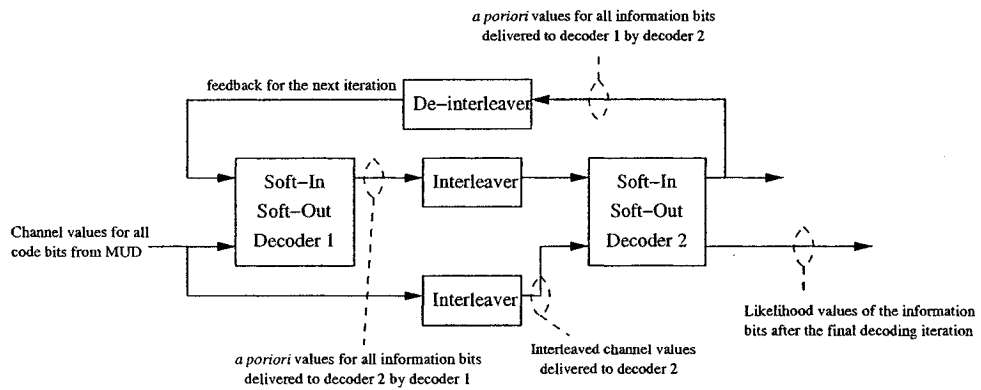 a poriori values for all information bits
delivered to decoder 1 by decoder 2
feedback for the next iteration
De-interleaver
Soft-In
Soft-Out
Decoder 1
Interleaver
Soft-In
Soft-Out
Decoder 2
Channel values for all
code bits from MUD
Interleaver
Likelihood values of the information
bits after the final decoding iteration
Interleaved channel values
delivered to decoder 2
a poriori values for all information bits
delivered to decoder 2 by decoder 1